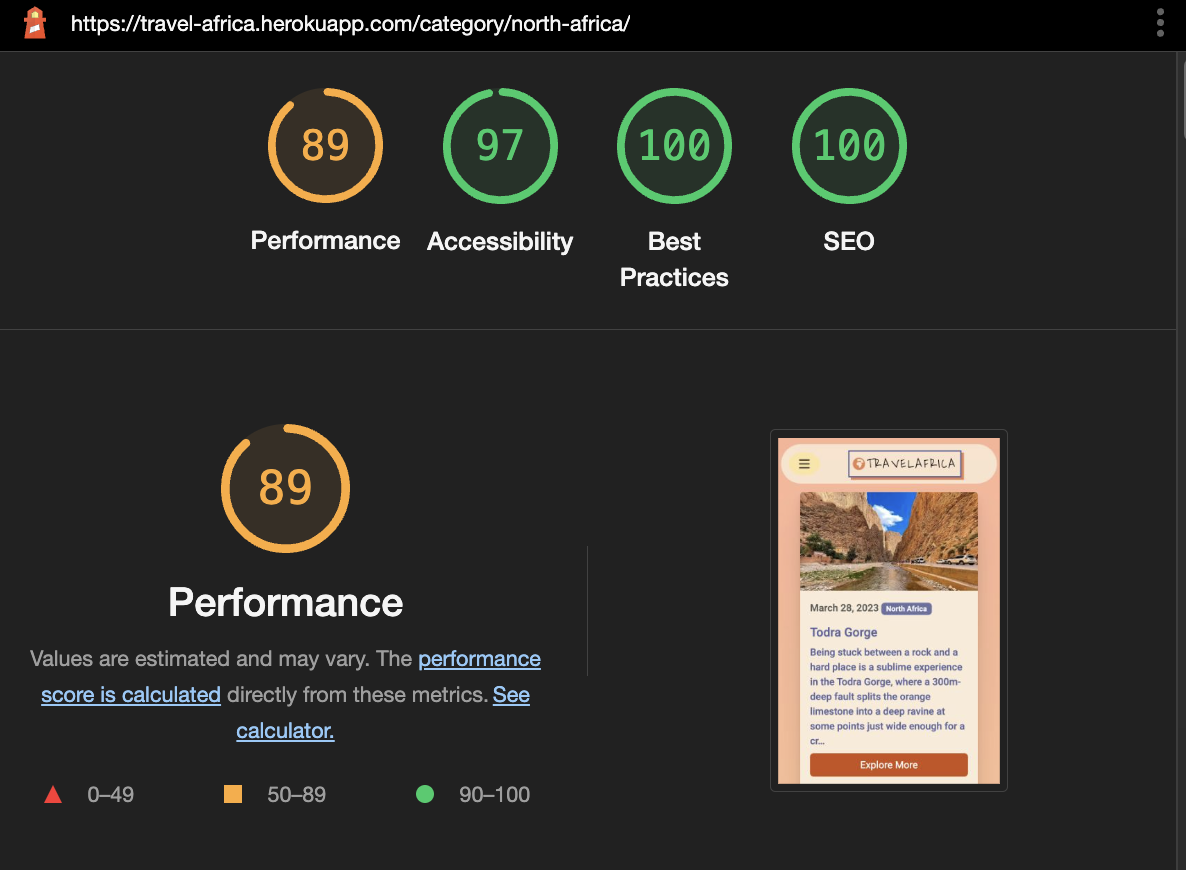 https://travel-africa.herokuapp.com/category/north-africa/
89
97
100
100
Performance
Accessibility
Best
Practices
SEO
89
Performance
Values are estimated and may vary. The performance
score is calculated directly from these metrics. See
calculator.
0–49
50–89
90–100
TRAVELAFRICA
March 28, 2023 North Africa
Todra Gorge
Being stuck between a rock and a
hard place is a sublime experience
in the Todra Gorge, where a 300m-
deep fault splits the orange
limestone into a deep ravine at
some points just wide enough for a
cr...
Explore More